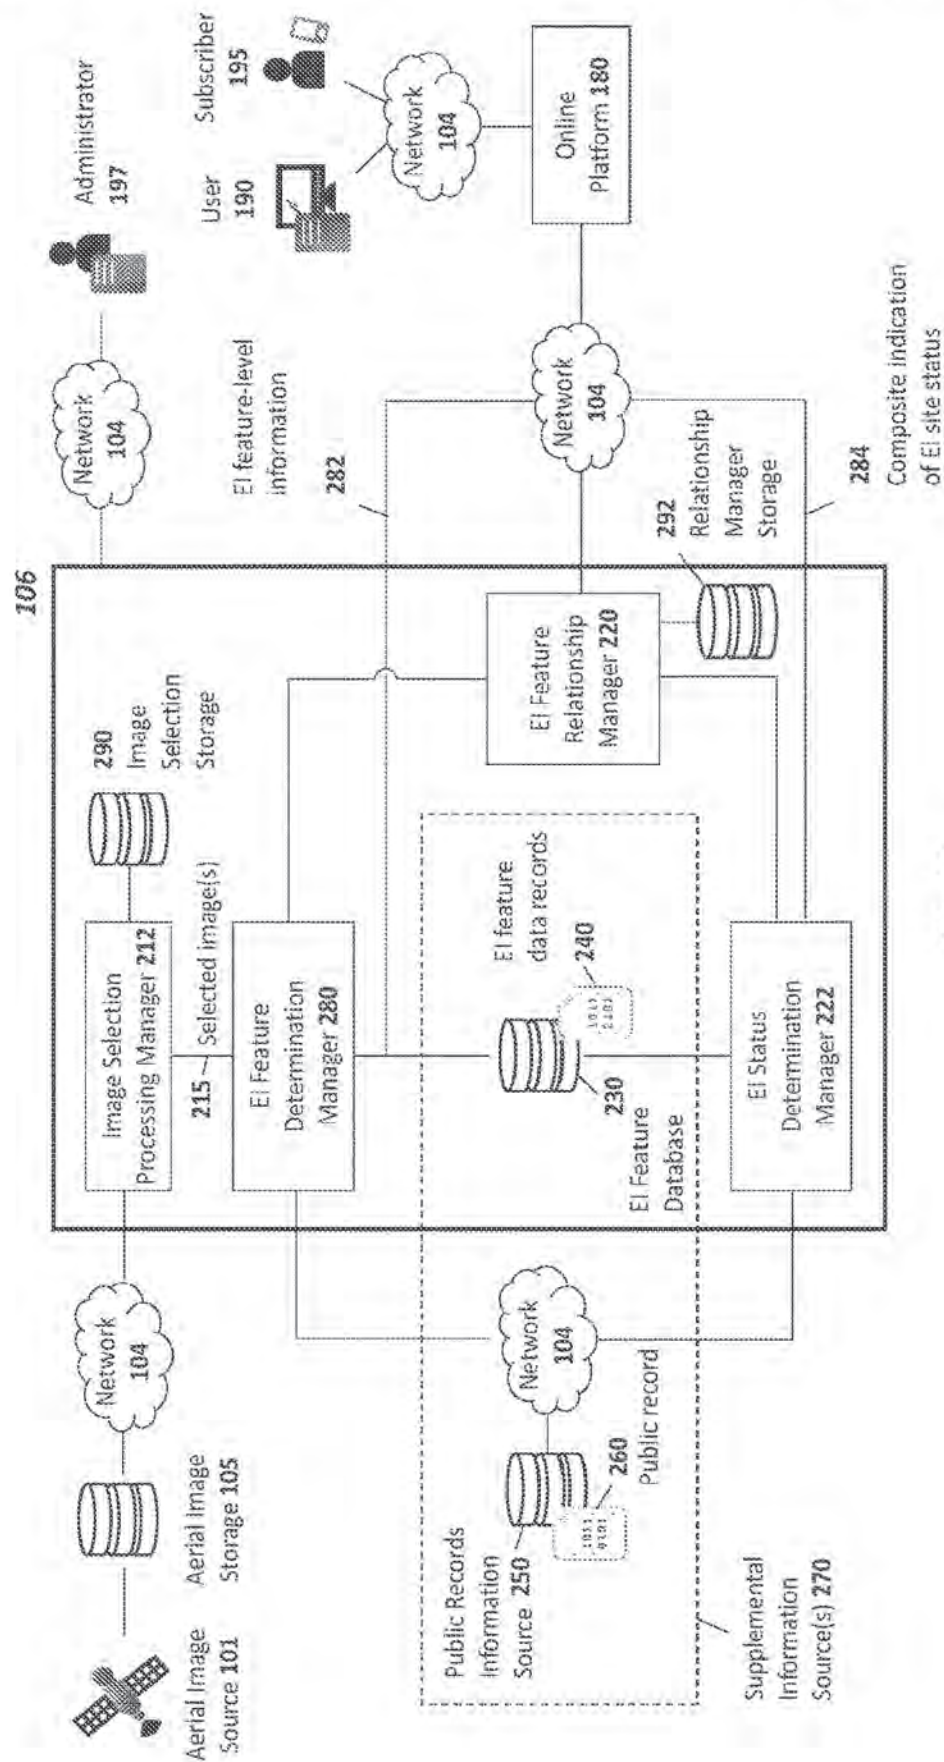 Aerial Image
Source 101
Aerial Image
Storage 105
Network
104
106
Image Selection
Processing Manager 212
290
Image
Selection
Storage
Network
104
Administrator
197
215
Selected image(s)
EI Feature
Determination
Manager 280
EI feature-level
information
282
User
190
Subscriber
195
Network
104
Online
Platform 180
Public Records
Information
Source 250
1011
0101
260
Public record
Network
104
EI Feature
Database
230
EI feature
data records
240
1011
0101
EI Feature
Relationship
Manager 220
Network
104
292
Relationship
Manager
Storage
Supplemental
Information
Source(s) 270
EI Status
Determination
Manager 222
284
Composite indication
of EI site status